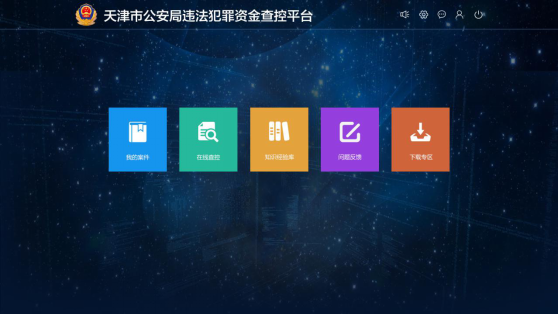 天津市公安局违法犯罪资金查控平台
我的案件
在线查控
知识经验库
问题反馈
下载专区